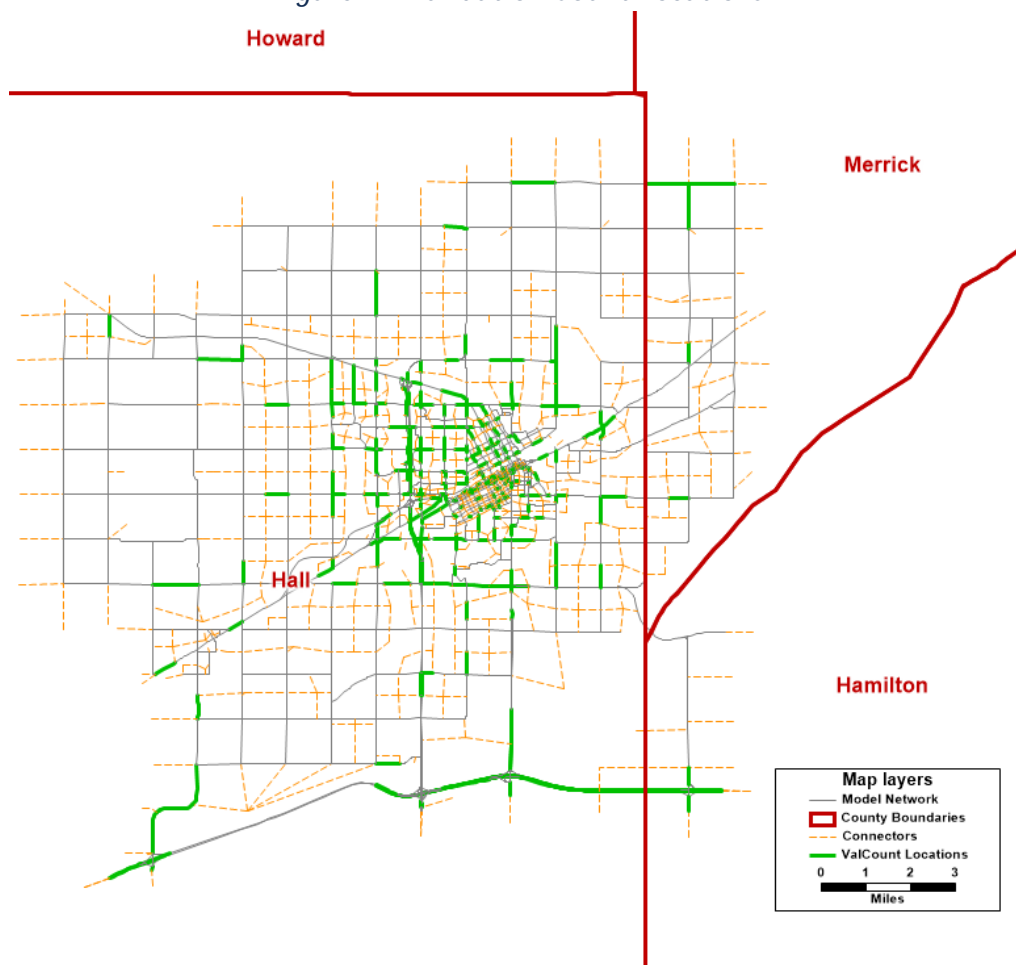 Howard
Merrick
Hall
Hamilton
Map layers
Model Network
County Boundaries
Connectors
ValCount Locations
0 1 2 3
Miles